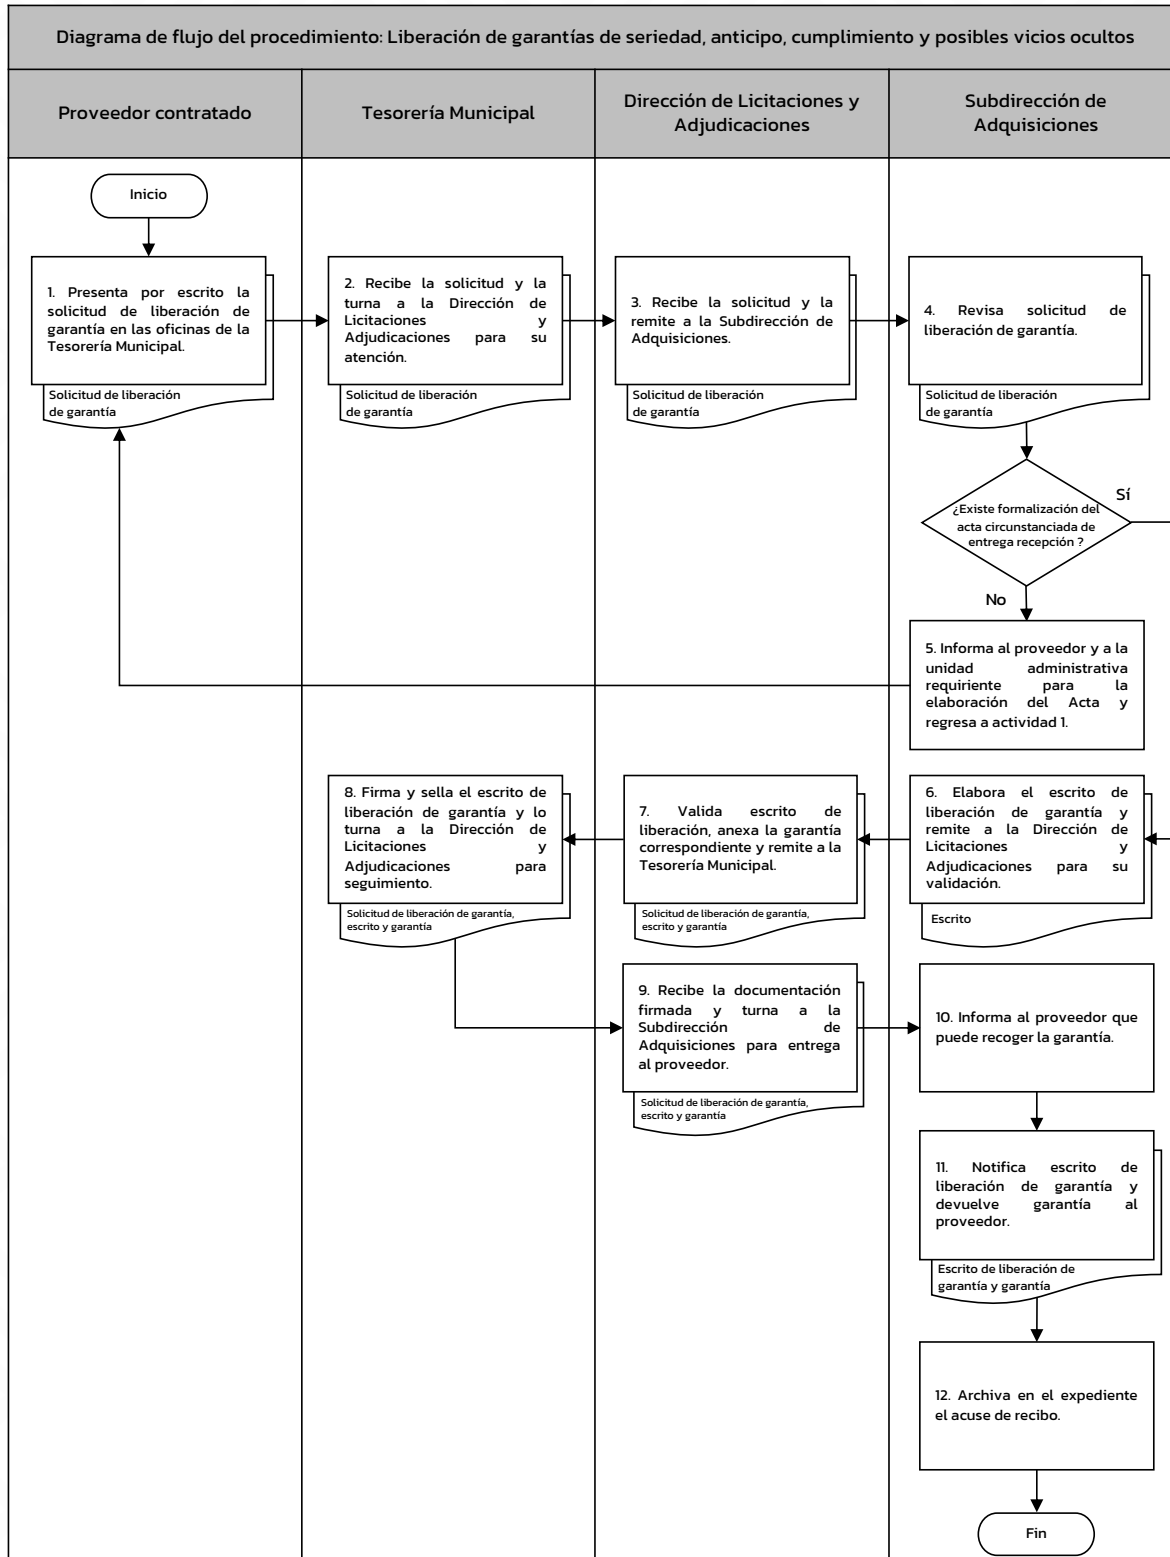 Diagrama de flujo del procedimiento: Liberación de garantías de seriedad, anticipo, cumplimiento y posibles vicios ocultos
Proveedor contratado
Tesorería Municipal
Dirección de Licitaciones y
Adjudicaciones
Subdirección de
Adquisiciones
Inicio
1. Presenta por escrito la
solicitud de liberación de
garantía en las oficinas de la
Tesorería Municipal.
Solicitud de liberación
de garantía
2. Recibe la solicitud y la
turna a la Dirección de
Licitaciones y
Adjudicaciones para su
atención.
Solicitud de liberación
de garantía
3. Recibe la solicitud y la
remite a la Subdirección de
Adquisiciones.
Solicitud de liberación
de garantía
4. Revisa solicitud de
liberación de garantía.
Solicitud de liberación
de garantía
¿Existe formalización del
acta circunstanciada de
entrega recepción ?
Sí
No
5. Informa al proveedor y a la
unidad administrativa
requiriente para la
elaboración del Acta y
regresa a actividad 1.
6. Elabora el escrito de
liberación de garantía y
remite a la Dirección de
Licitaciones y
Adjudicaciones para su
validación.
Escrito
7. Valida escrito de
liberación, anexa la garantía
correspondiente y remite a la
Tesorería Municipal.
Solicitud de liberación de garantía,
escrito y garantía
8. Firma y sella el escrito de
liberación de garantía y lo
turna a la Dirección de
Licitaciones y
Adjudicaciones para
seguimiento.
Solicitud de liberación de garantía,
escrito y garantía
9. Recibe la documentación
firmada y turna a la
Subdirección de
Adquisiciones para entrega
al proveedor.
Solicitud de liberación de garantía,
escrito y garantía
10. Informa al proveedor que
puede recoger la garantía.
11. Notifica escrito de
liberación de garantía y
devuelve garantía al
proveedor.
Escrito de liberación de
garantía y garantía
12. Archiva en el expediente
el acuse de recibo.
Fin